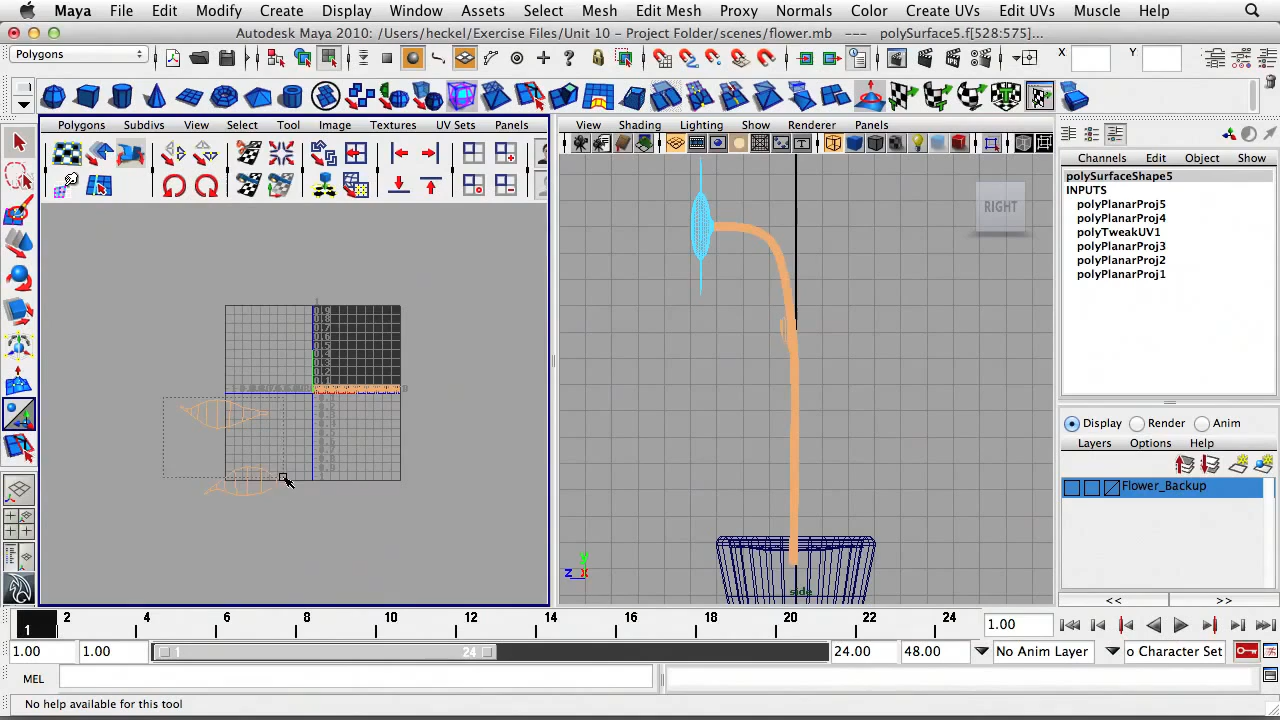 Maya File Edit Modify Create Display Window Assets Select Mesh Edit Mesh Proxy Normals Color Create UVs Edit UVs Muscle Help
Autodesk Maya 2010: /Users/heckel/Exercise Files/Unit 10 - Project Folder/scenes/flower.mb --- polySurface5.f[528:575]...
Polygons
X
Y
Polygons Subdivs View Select Tool Image Textures UV Sets Panels
View Shading Lighting Show Renderer Panels
Channels Edit Object Show
polySurfaceShape5
INPUTS
polyPlanarProj5
polyPlanarProj4
polyTweakUV1
polyPlanarProj3
polyPlanarProj2
polyPlanarProj1
RIGHT
Display Render Anim
Layers Options Help
Flower_Backup
y
z x
side
<< >>
1 2 4 6 8 10 12 14 16 18 20 22 24
1.00
1.00 1.00 1 24 24.00 48.00 No Anim Layer o Character Set
MEL
No help available for this tool